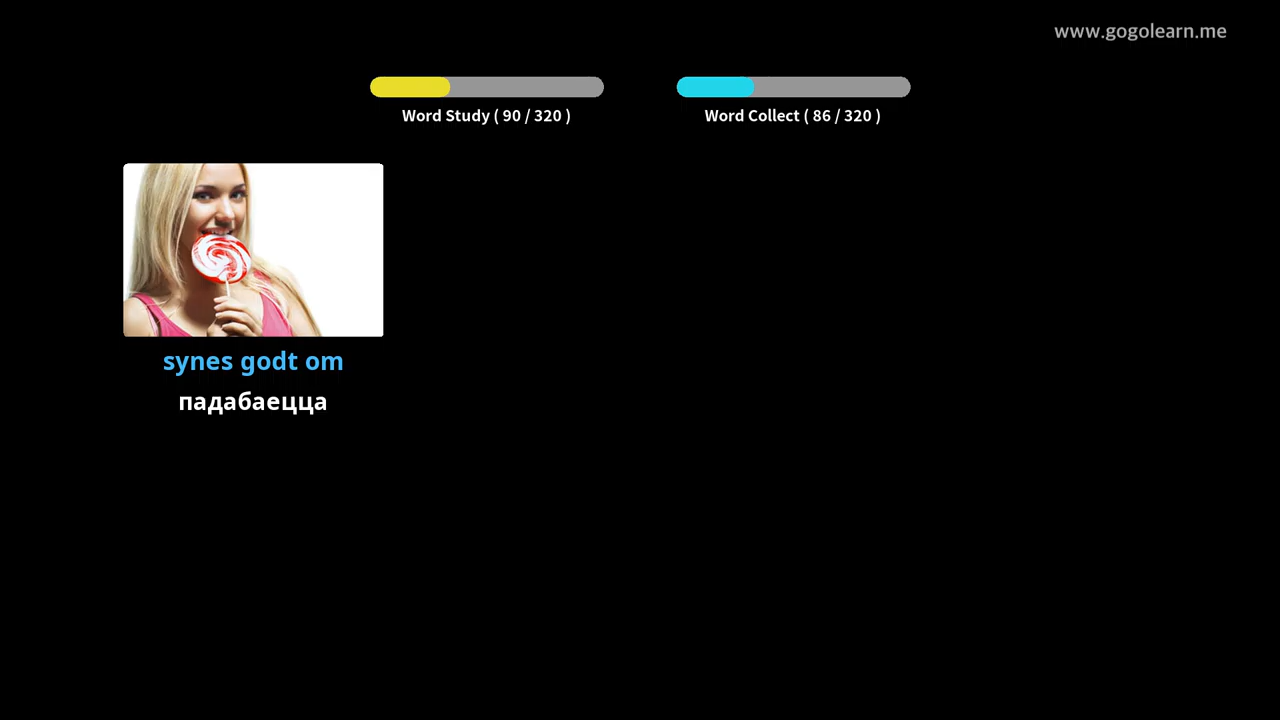 www.gogolearn.me
Word Study ( 90 / 320 )
Word Collect ( 86 / 320 )
synes godt om
падабаецца